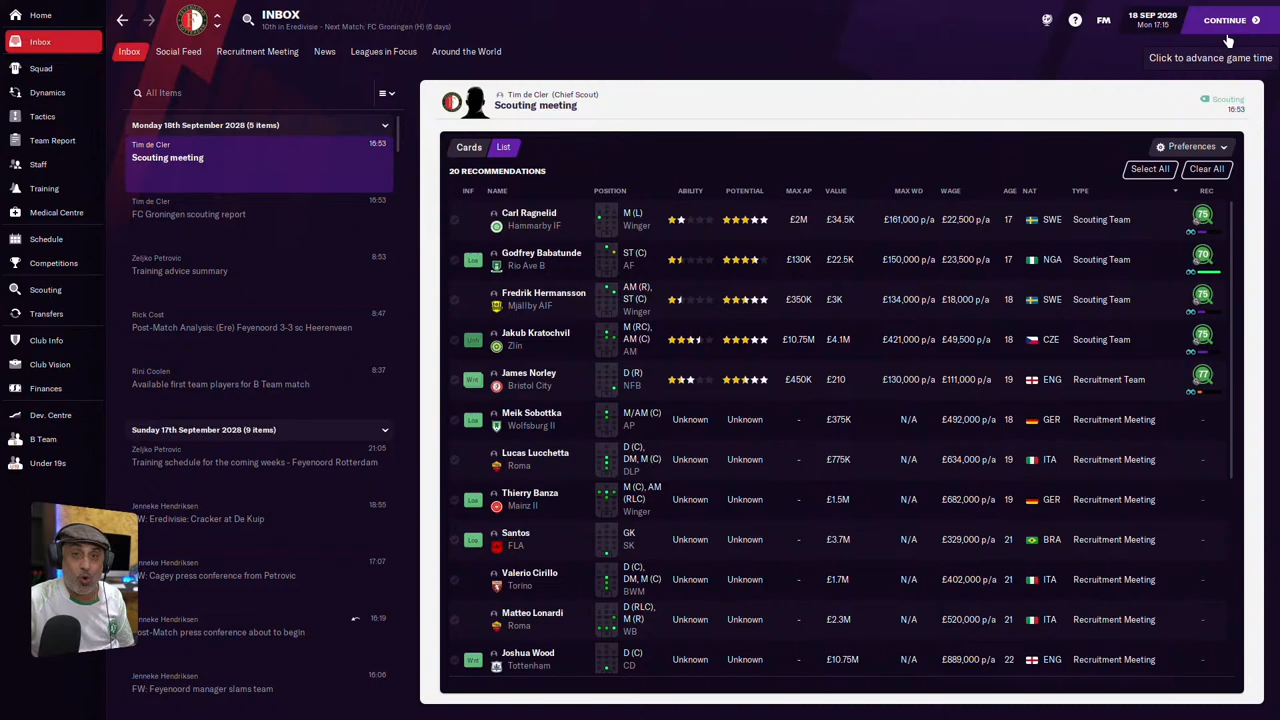 Home
Inbox
Squad
Dynamics
Tactics
Team Report
Staff
Training
Medical Centre
Schedule
Competitions
Scouting
Transfers
Club Info
Club Vision
Finances
Dev. Centre
B Team
Under 19s
INBOX
10th in Eredivisie - Next Match: FC Groningen (H) (6 days)
FM
18 SEP 2028
Mon 17:15
CONTINUE
Click to advance game time
Inbox
Social Feed
Recruitment Meeting
News
Leagues in Focus
Around the World
All Items
Monday 18th September 2028 (5 items)
Tim de Cler 16:53
Scouting meeting
Tim de Cler 16:53
FC Groningen scouting report
Zeljko Petrovic 8:53
Training advice summary
Rick Cost 8:47
Post-Match Analysis: (Ere) Feyenoord 3-3 sc Heerenveen
Rini Coolen 8:37
Available first team players for B Team match
Sunday 17th September 2028 (9 items)
Zeljko Petrovic 21:05
Training schedule for the coming weeks - Feyenoord Rotterdam
Jenneke Hendriksen 18:55
W: Eredivisie: Cracker at De Kuip
enneke Hendriksen 17:07
W: Cagey press conference from Petrovic
nneke Hendriksen 16:19
ost-Match press conference about to begin
Jenneke Hendriksen 16:06
FW: Feyenoord manager slams team
Tim de Cler (Chief Scout)
Scouting meeting
Scouting
16:53
Cards
List
Preferences
20 RECOMMENDATIONS
Select All
Clear All
INF NAME POSITION ABILITY POTENTIAL MAX AP VALUE MAX WD WAGE AGE NAT TYPE REC
Carl Ragnelid M (L) £2M £34.5K £161,000 p/a £22,500 p/a 17 SWE Scouting Team 75
Hammarby IF Winger
Los Godfrey Babatunde ST (C) £130K £22.5K £150,000 p/a £23,500 p/a 17 NGA Scouting Team 70
Rio Ave B AF
Fredrik Hermansson AM (R), ST (C) £350K £3K £134,000 p/a £18,000 p/a 18 SWE Scouting Team 75
Mjällby AIF Winger
Jakub Kratochvil M (RC), AM (C) £10.75M £4.1M £421,000 p/a £49,500 p/a 18 CZE Scouting Team 75
Zlín AM
Wnt James Norley D (R) £450K £210 £130,000 p/a £111,000 p/a 19 ENG Recruitment Team 77
Bristol City NFB
Los Meik Sobottka M/AM (C) Unknown Unknown - £375K N/A £492,000 p/a 18 GER Recruitment Meeting -
Wolfsburg II AP
Lucas Lucchetta D (C), DM, M (C) Unknown Unknown - £775K N/A £634,000 p/a 19 ITA Recruitment Meeting -
Roma DLP
Los Thierry Banza M (C), AM (RLC) Unknown Unknown - £1.5M N/A £682,000 p/a 19 GER Recruitment Meeting -
Mainz II Winger
Los Santos GK Unknown Unknown - £3.7M N/A £329,000 p/a 21 BRA Recruitment Meeting -
FLA SK
Valerio Cirillo D (C), DM, M (C) Unknown Unknown - £1.7M N/A £402,000 p/a 21 ITA Recruitment Meeting -
Torino BWM
Matteo Lonardi D (RLC), M (R) Unknown Unknown - £2.3M N/A £520,000 p/a 21 ITA Recruitment Meeting -
Roma WB
Wnt Joshua Wood D (C) Unknown Unknown - £10.75M N/A £889,000 p/a 22 ENG Recruitment Meeting -
Tottenham CD